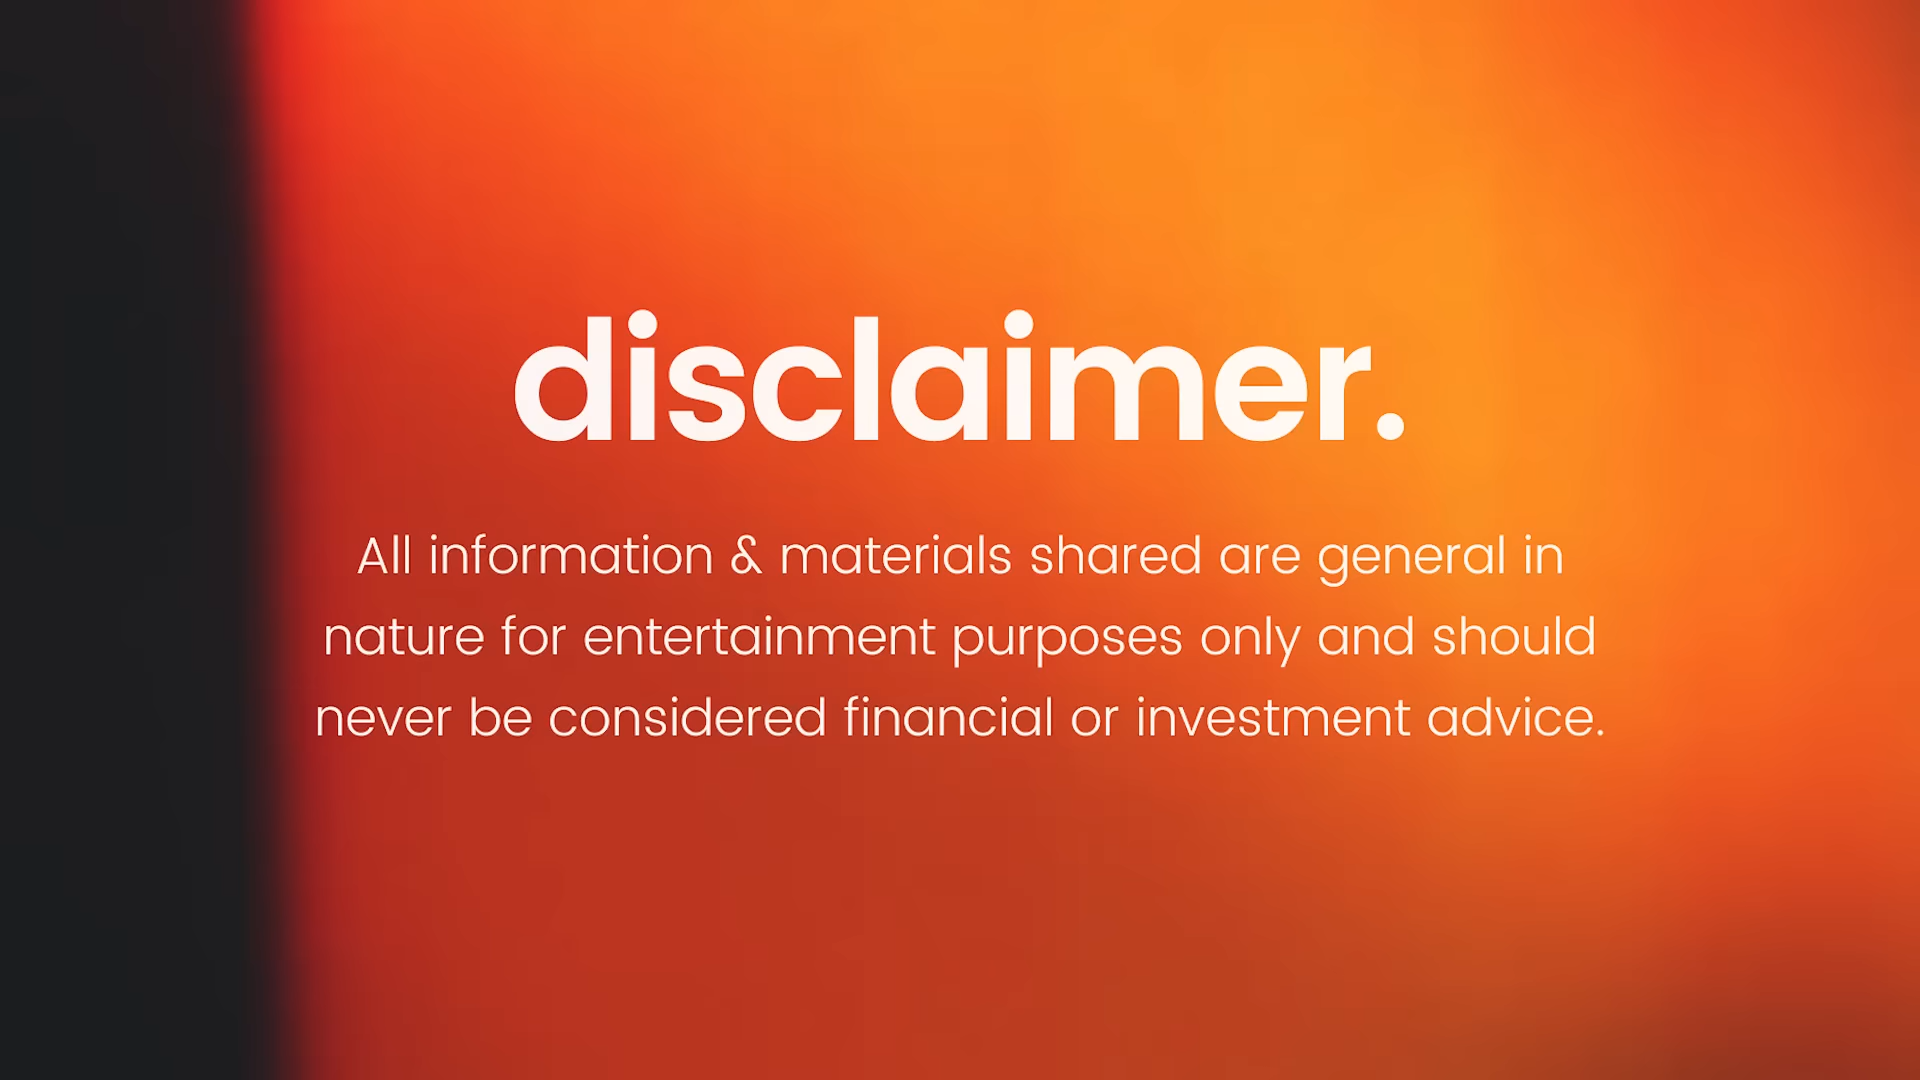 disclaimer.
All information & materials shared are general in
nature for entertainment purposes only and should
never be considered financial or investment advice.